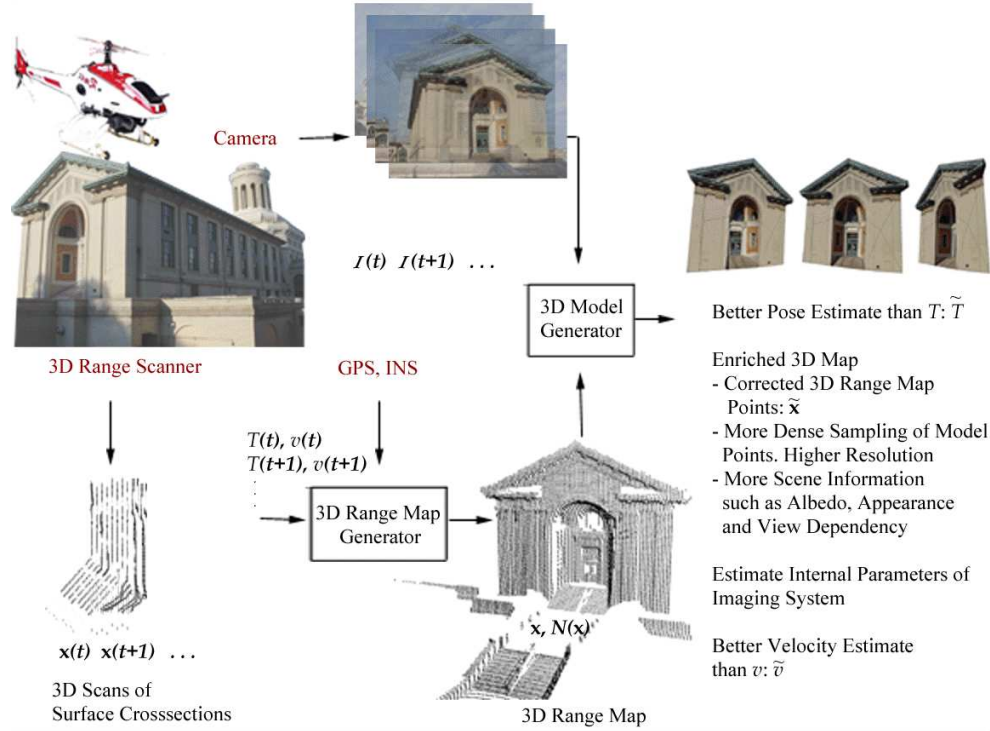 Camera
I(t) I(t+1) . . .
3D Range Scanner
GPS, INS
T(t), v(t)
T(t+1), v(t+1)
3D Range Map
Generator
3D Model
Generator
x, N(x)
x(t) x(t+1) . . .
3D Scans of
Surface Crosssections
3D Range Map
Better Pose Estimate than T: T̃
Enriched 3D Map
- Corrected 3D Range Map
Points: x̃
- More Dense Sampling of Model
Points. Higher Resolution
- More Scene Information
such as Albedo, Appearance
and View Dependency
Estimate Internal Parameters of
Imaging System
Better Velocity Estimate
than v: ṽ